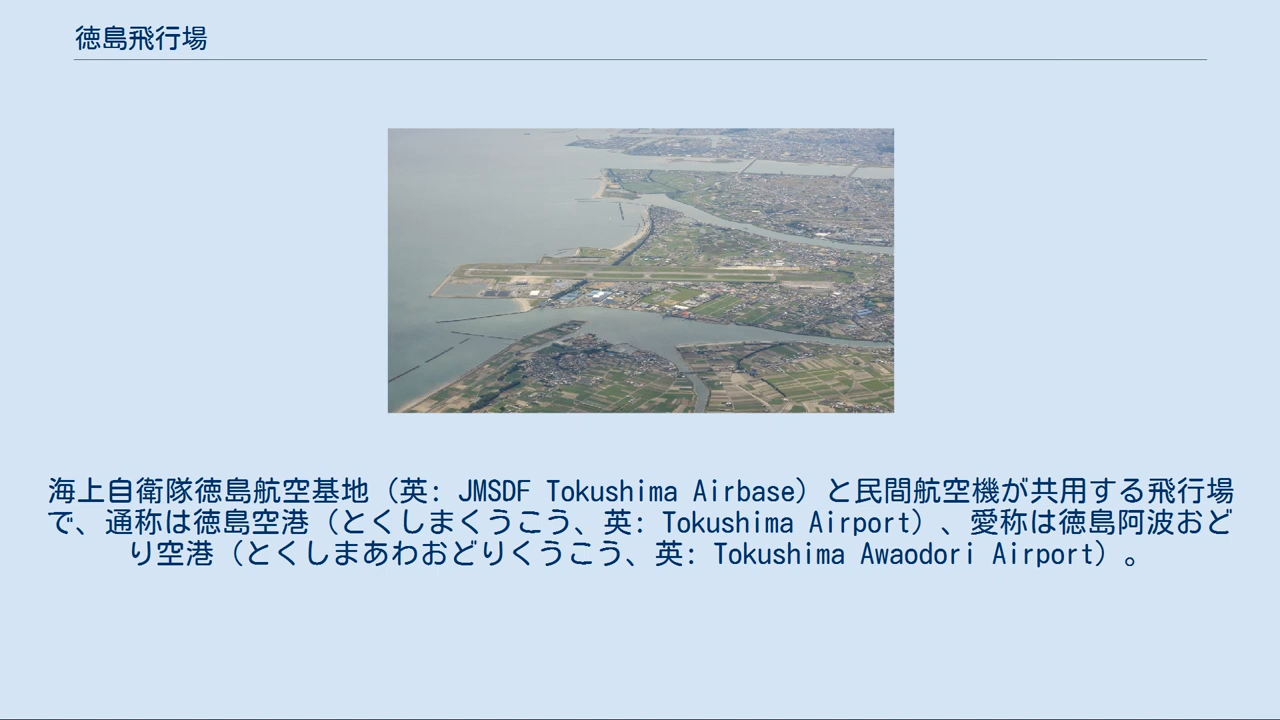 徳島飛行場
海上自衛隊徳島航空基地（英: JMSDF Tokushima Airbase）と民間航空機が共用する飛行場
で、通称は徳島空港（とくしまくうこう、英: Tokushima Airport）、愛称は徳島阿波おど
り空港（とくしまあわおどりくうこう、英: Tokushima Awaodori Airport）。